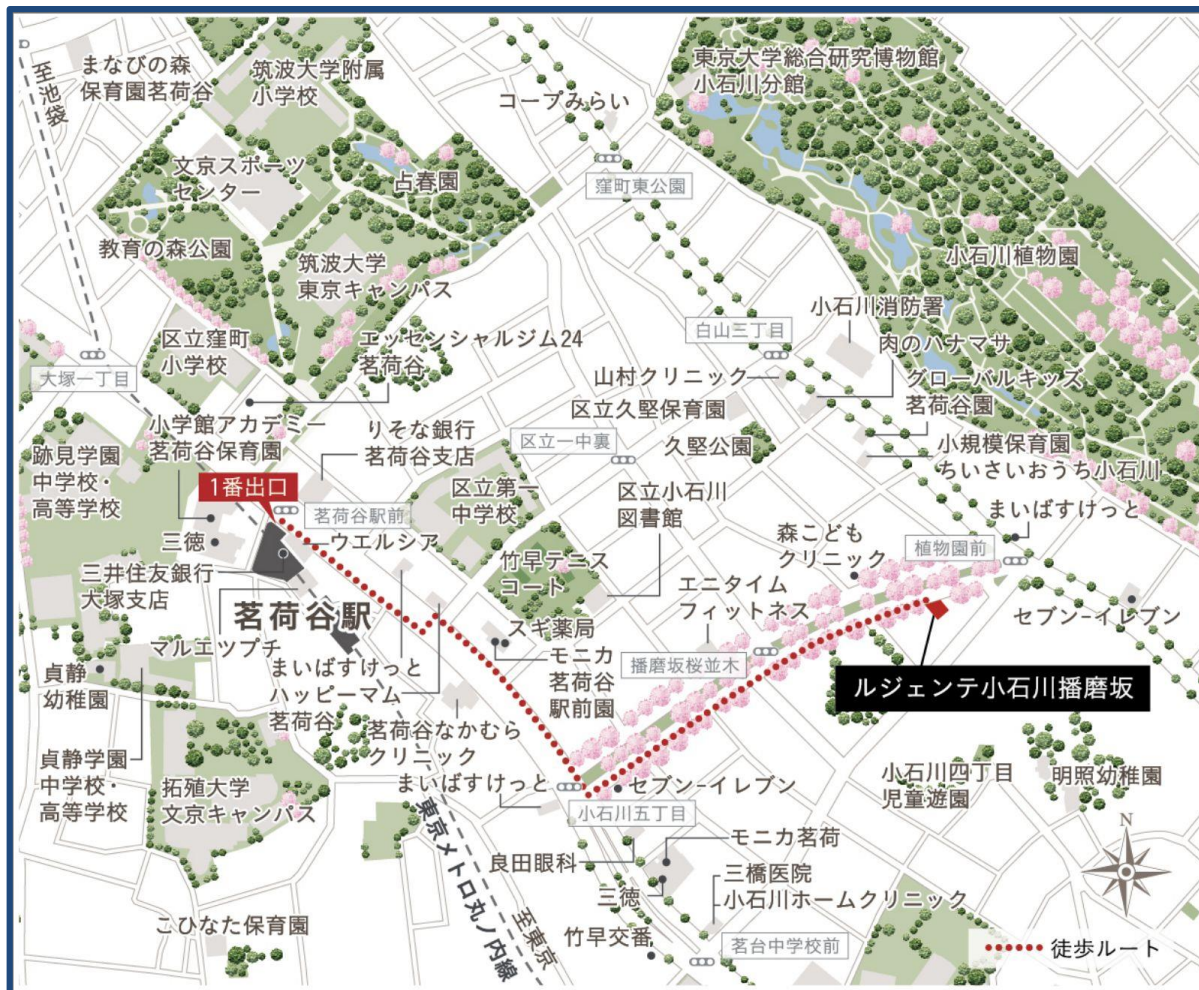 まなびの森
保育園茗荷谷
筑波大学附属
小学校
至池袋
コープみらい
東京大学総合研究博物館
小石川分館
文京スポーツ
センター
占春園
窪町東公園
教育の森公園
筑波大学
東京キャンパス
小石川植物園
小石川消防署
白山三丁目
肉のハナマサ
区立窪町
小学校
エッセンシャルジム24
茗荷谷
大塚一丁目
山村クリニック
グローバルキッズ
茗荷谷園
区立久堅保育園
小学館アカデミー
茗荷谷保育園
りそな銀行
茗荷谷支店
区立一中裏
久堅公園
小規模保育園
ちいさいおうち小石川
跡見学園
中学校・
高等学校
1番出口
茗荷谷駅前
区立第一
中学校
区立小石川
図書館
まいばすけっと
三徳
ウエルシア
森こども
クリニック
植物園前
三井住友銀行
大塚支店
竹早テニス
コート
エニタイム
フィットネス
茗荷谷駅
セブン-イレブン
マルエツプチ
スギ薬局
播磨坂桜並木
貞静
幼稚園
まいばすけっと
ハッピーマム
茗荷谷
モニカ
茗荷谷
駅前園
ルジェンテ小石川播磨坂
茗荷谷なかむら
クリニック
貞静学園
中学校・
高等学校
拓殖大学
文京キャンパス
まいばすけっと
セブン-イレブン
小石川四丁目
児童遊園
明照幼稚園
小石川五丁目
東京メトロ丸ノ内線
至東京
良田眼科
モニカ茗荷
三徳
三橋医院
小石川ホームクリニック
こひなた保育園
竹早交番
茗台中学校前
N
徒歩ルート